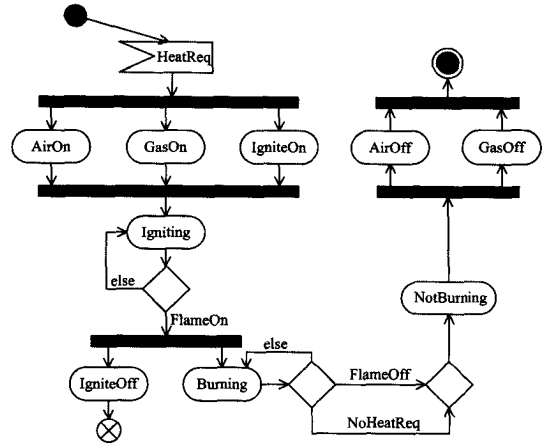 HeatReq
AirOn
GasOn
IgniteOn
AirOff
GasOff
Igniting
else
FlameOn
NotBurning
else
IgniteOff
Burning
FlameOff
NoHeatReq